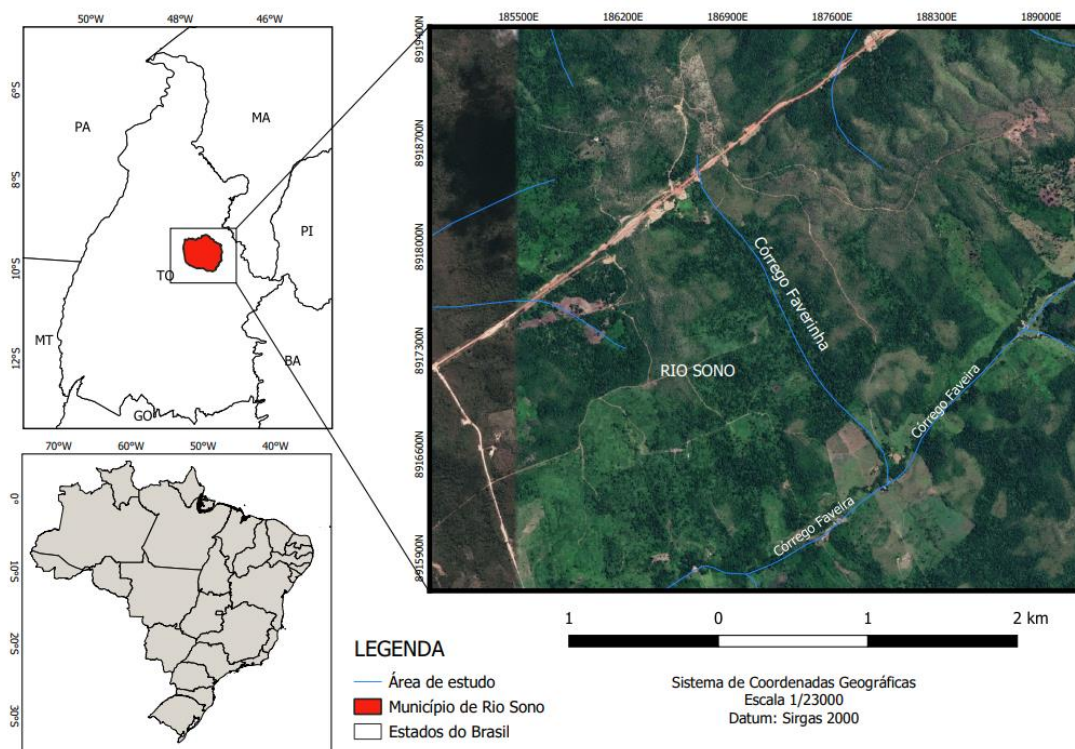 50°W
48°W
46°W
6°S
8°S
10°S
12°S
PA
MA
PI
TO
MT
BA
GO
185500E
186200E
186900E
187600E
188300E
189000E
8919400N
8918700N
8918000N
8917300N
8916600N
8915900N
Córrego Faverinha
RIO SONO
Córrego Faveira
Córrego Faveira
70°W
60°W
50°W
40°W
0°
10°S
20°S
30°S
LEGENDA
Área de estudo
Município de Rio Sono
Estados do Brasil
1
0
1
2 km
Sistema de Coordenadas Geográficas
Escala 1/23000
Datum: Sirgas 2000